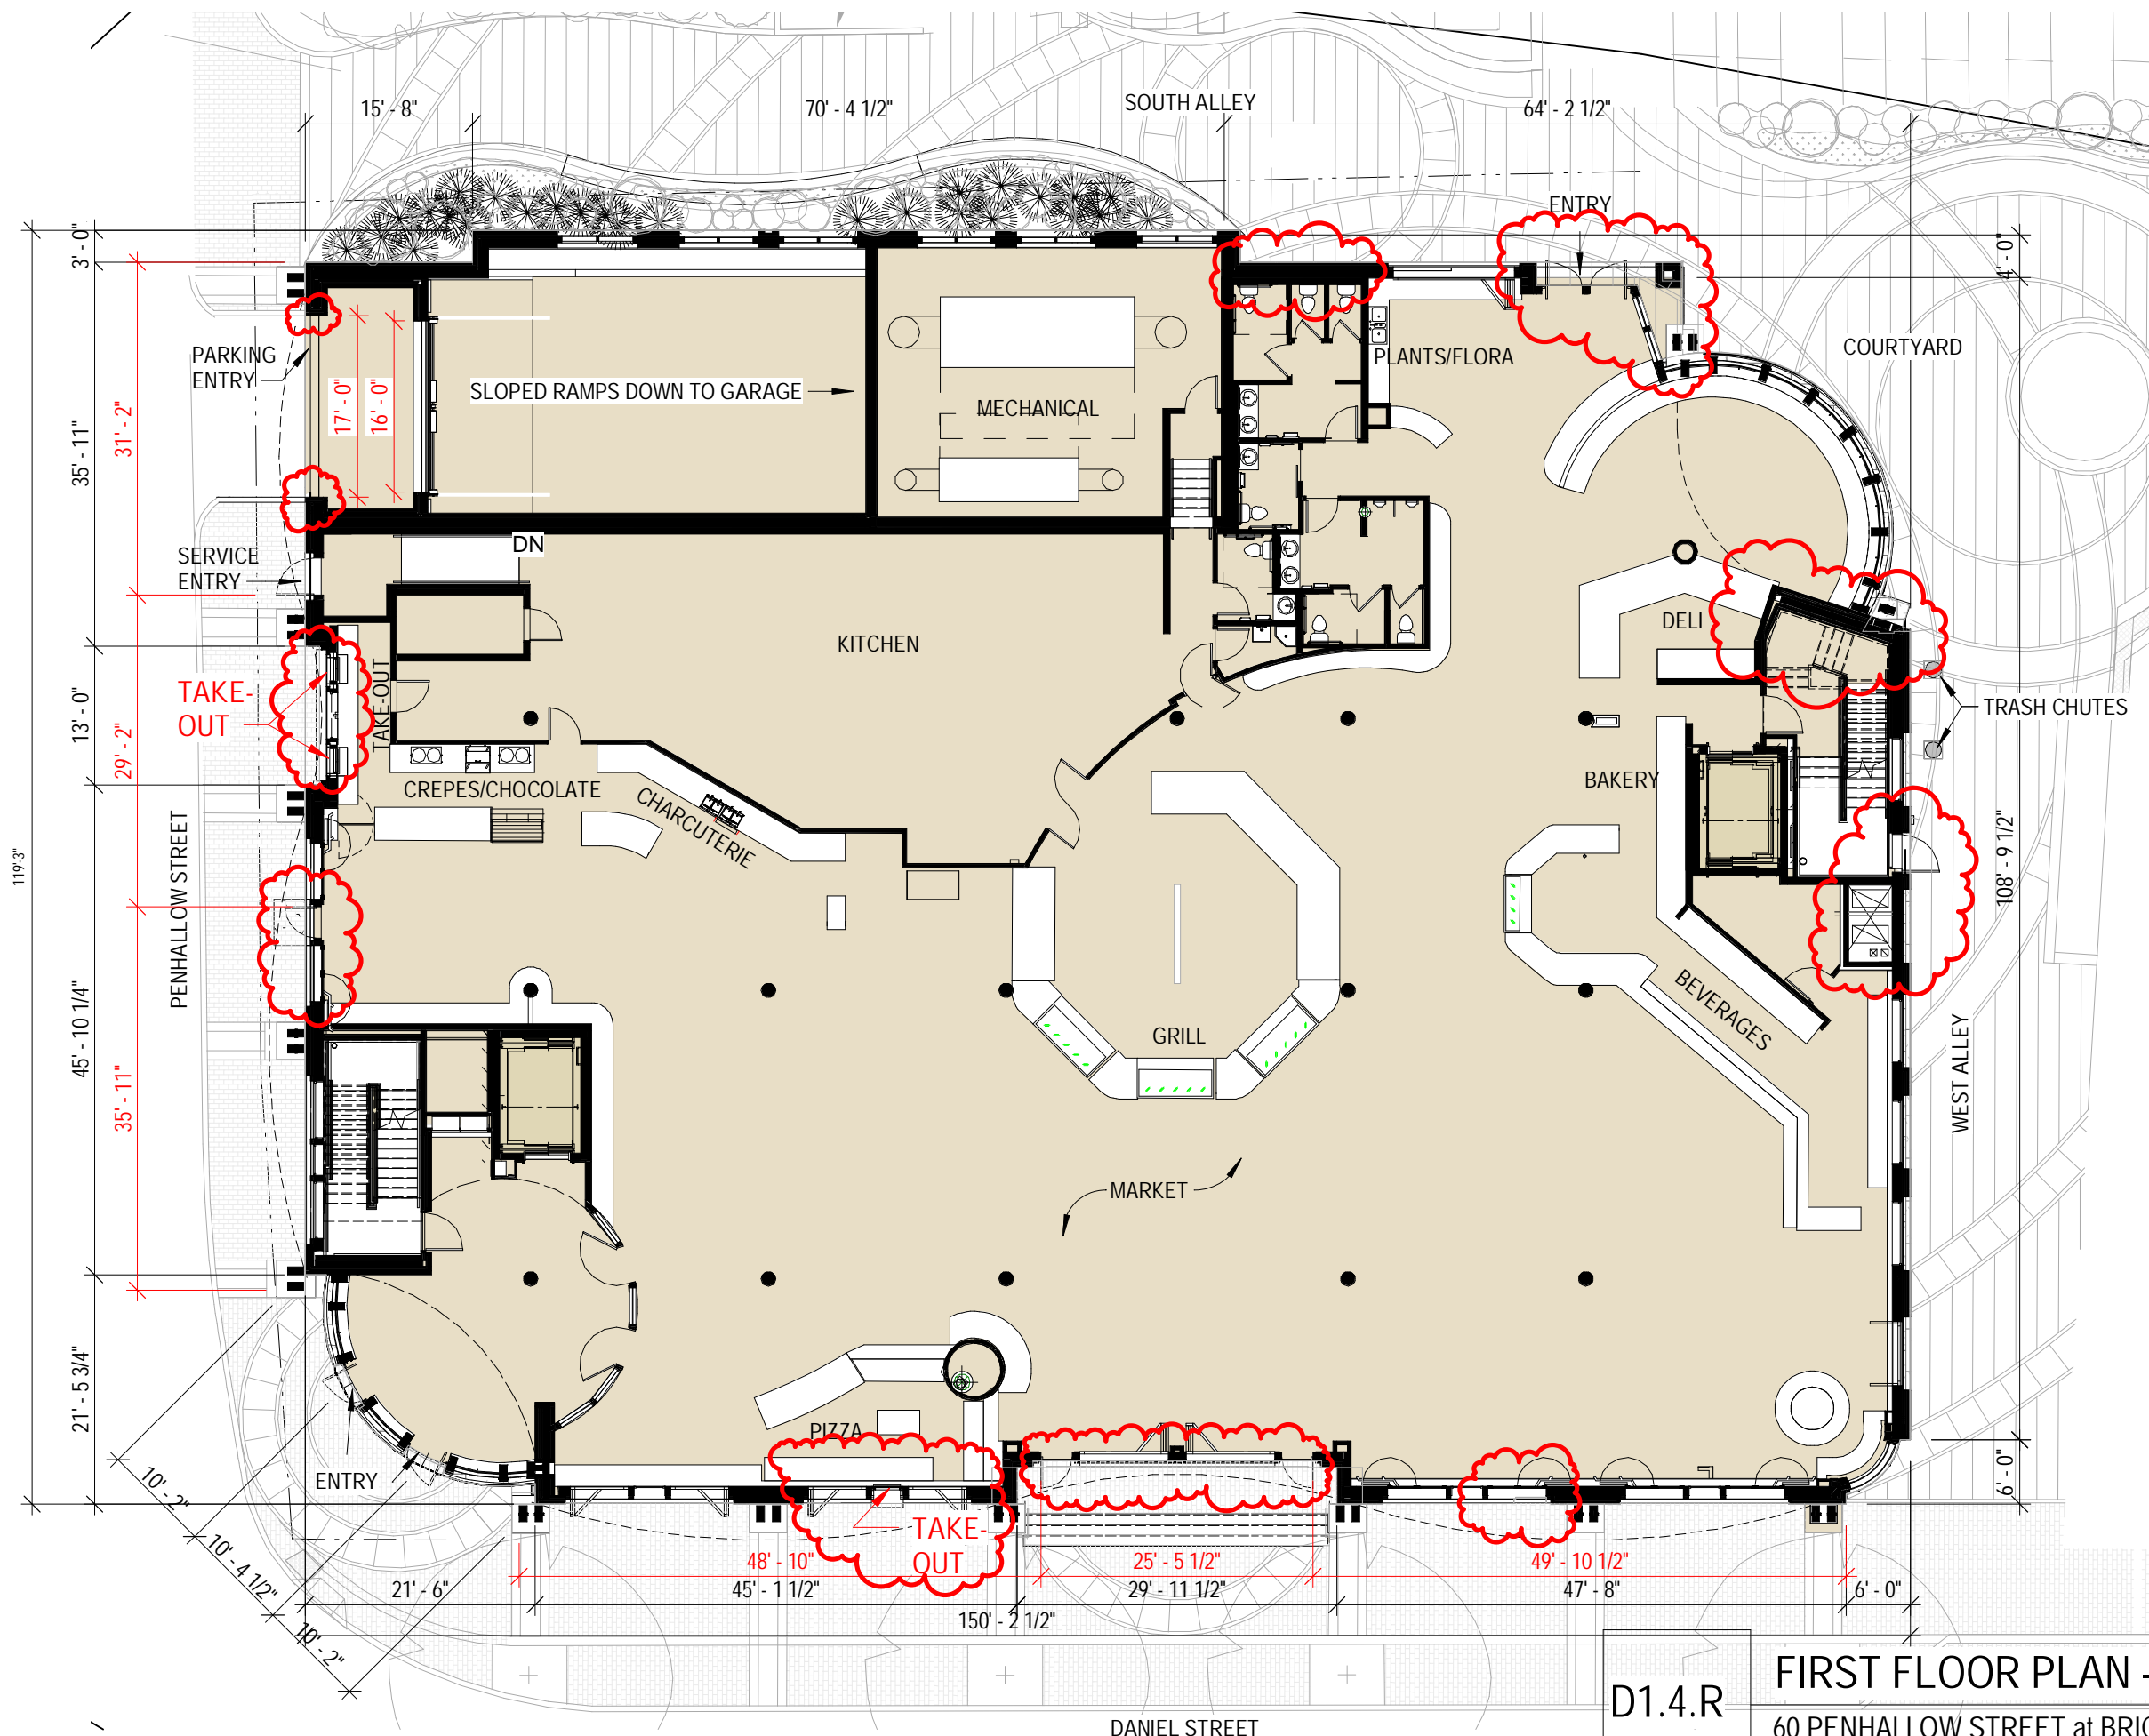 15' - 8"
70' - 4 1/2"
SOUTH ALLEY
64' - 2 1/2"
ENTRY
3' - 0"
4' - 0"
PARKING
ENTRY
17' - 0"
16' - 0"
SLOPED RAMPS DOWN TO GARAGE
MECHANICAL
PLANTS/FLORA
COURTYARD
35' - 11"
31' - 2"
SERVICE
ENTRY
DN
KITCHEN
DELI
TAKE-
OUT
TAKE-OUT
TRASH CHUTES
13' - 0"
29' - 2"
CREPES/CHOCOLATE
CHARCUTERIE
BAKERY
119'-3"
PENHALLOW STREET
108' - 9 1/2"
45' - 10 1/4"
35' - 11"
GRILL
BEVERAGES
WEST ALLEY
MARKET
21' - 5 3/4"
PIZZA
ENTRY
10' - 2"
10' - 4 1/2"
10' - 2"
TAKE-
OUT
6' - 0"
48' - 10"
25' - 5 1/2"
49' - 10 1/2"
21' - 6"
45' - 1 1/2"
29' - 11 1/2"
47' - 8"
6' - 0"
150' - 2 1/2"
D1.4.R
FIRST FLOOR PLAN -
60 PENHALLOW STREET at BRIC
DANIEL STREET